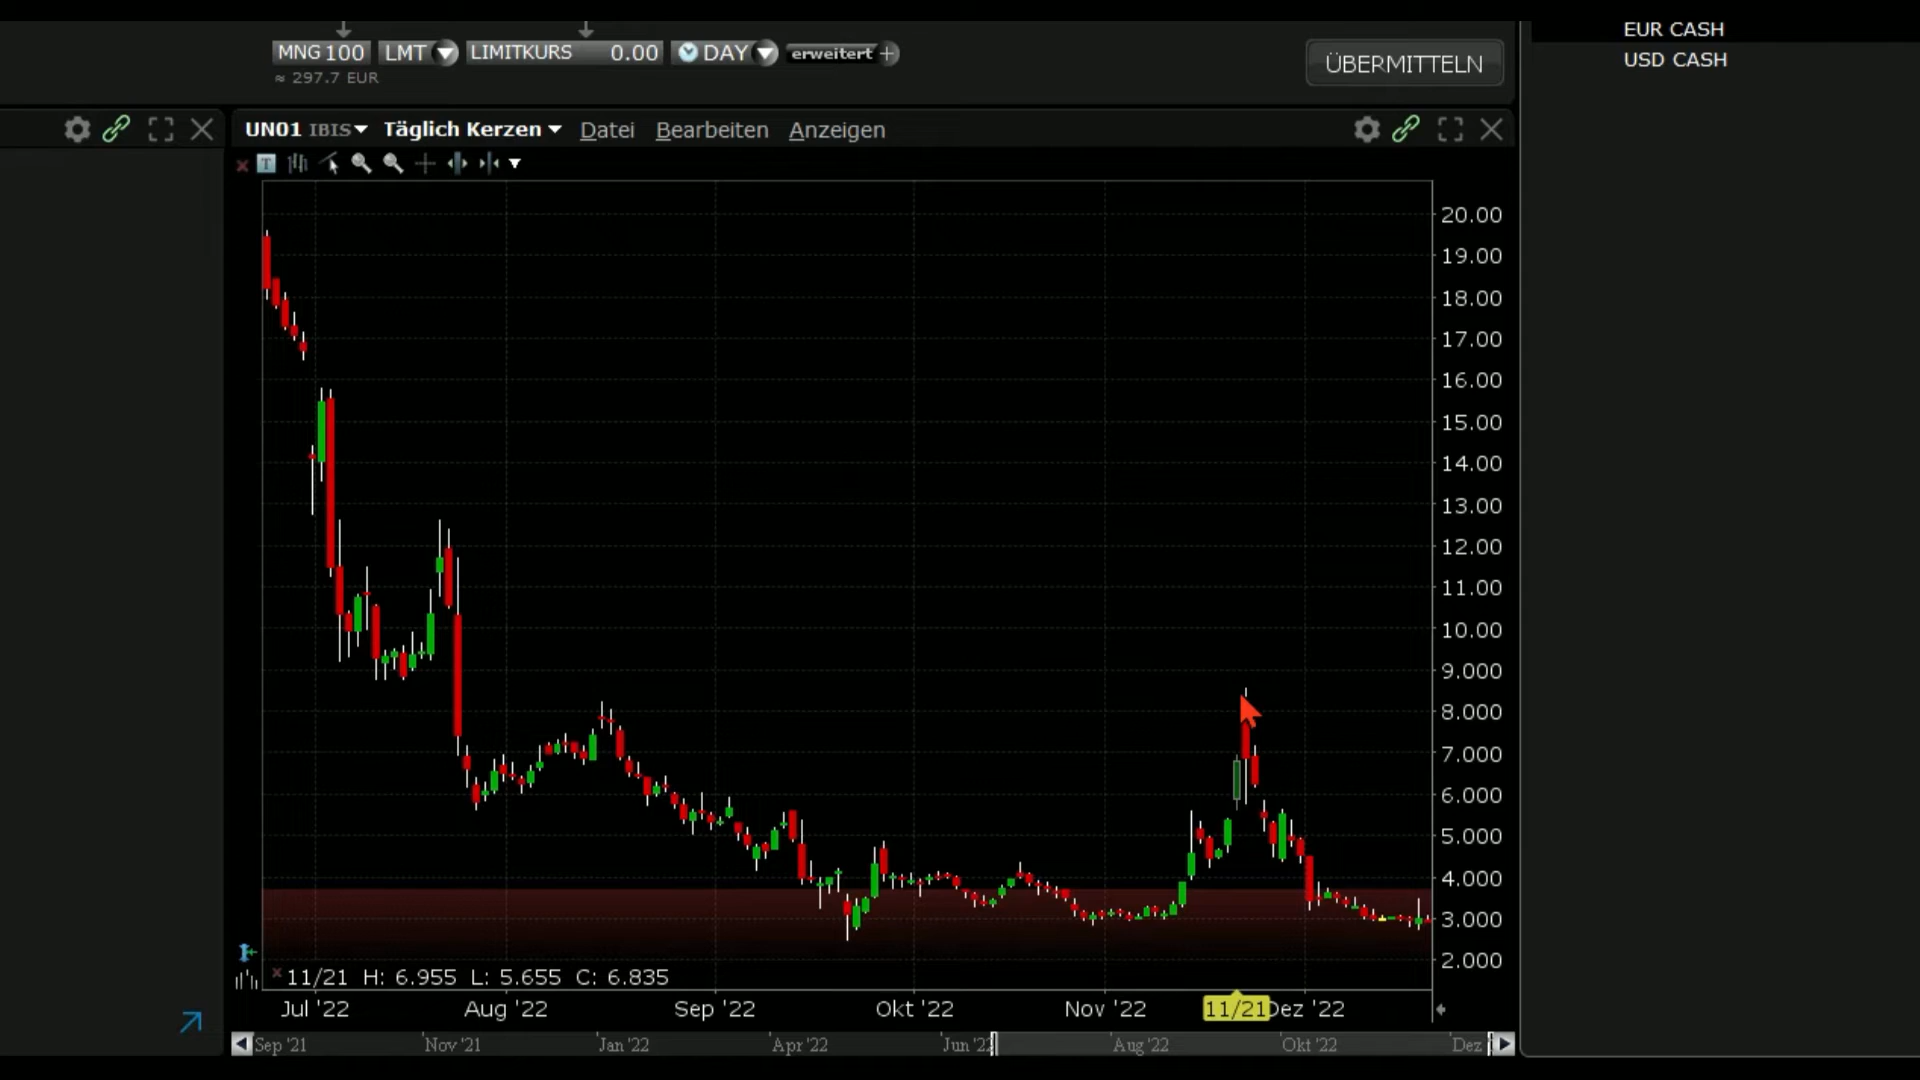 EUR CASH
USD CASH
MNG 100 LMT LIMITKURS 0.00 DAY erweitert +
≈ 297.7 EUR
ÜBERMITTELN
UN01 IBIS Täglich Kerzen Datei Bearbeiten Anzeigen
T
20.00
19.00
18.00
17.00
16.00
15.00
14.00
13.00
12.00
11.00
10.00
9.000
8.000
7.000
6.000
5.000
4.000
3.000
2.000
11/21 H: 6.955 L: 5.655 C: 6.835
Jul '22 Aug '22 Sep '22 Okt '22 Nov '22 11/21 Dez '22
Sep '21 Nov '21 Jan '22 Apr '22 Jun '22 Aug '22 Okt '22 Dez